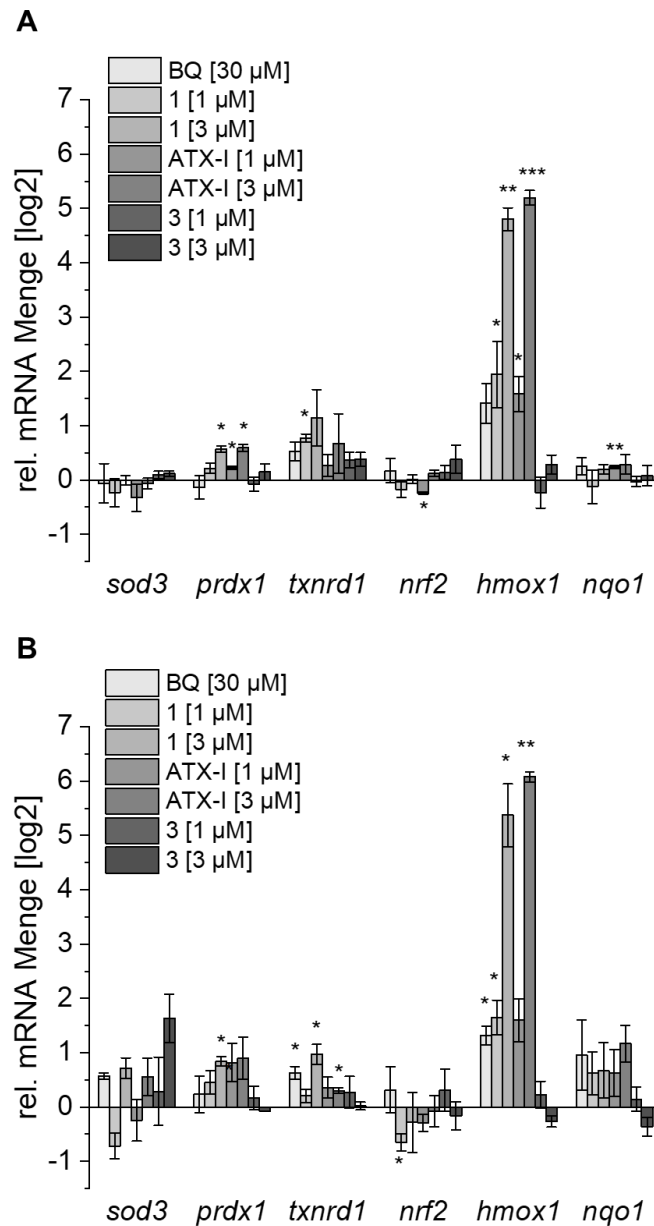 A
BQ [30 µM]
1 [1 µM]
1 [3 µM]
ATX-I [1 µM]
ATX-I [3 µM]
3 [1 µM]
3 [3 µM]
rel. mRNA Menge [log2]
7
6
5
4
3
2
1
0
-1
* * * * * * ** * *** **
sod3 prdx1 txnrd1 nrf2 hmox1 nqo1
B
BQ [30 µM]
1 [1 µM]
1 [3 µM]
ATX-I [1 µM]
ATX-I [3 µM]
3 [1 µM]
3 [3 µM]
rel. mRNA Menge [log2]
7
6
5
4
3
2
1
0
-1
* * * * * * * * * **
sod3 prdx1 txnrd1 nrf2 hmox1 nqo1